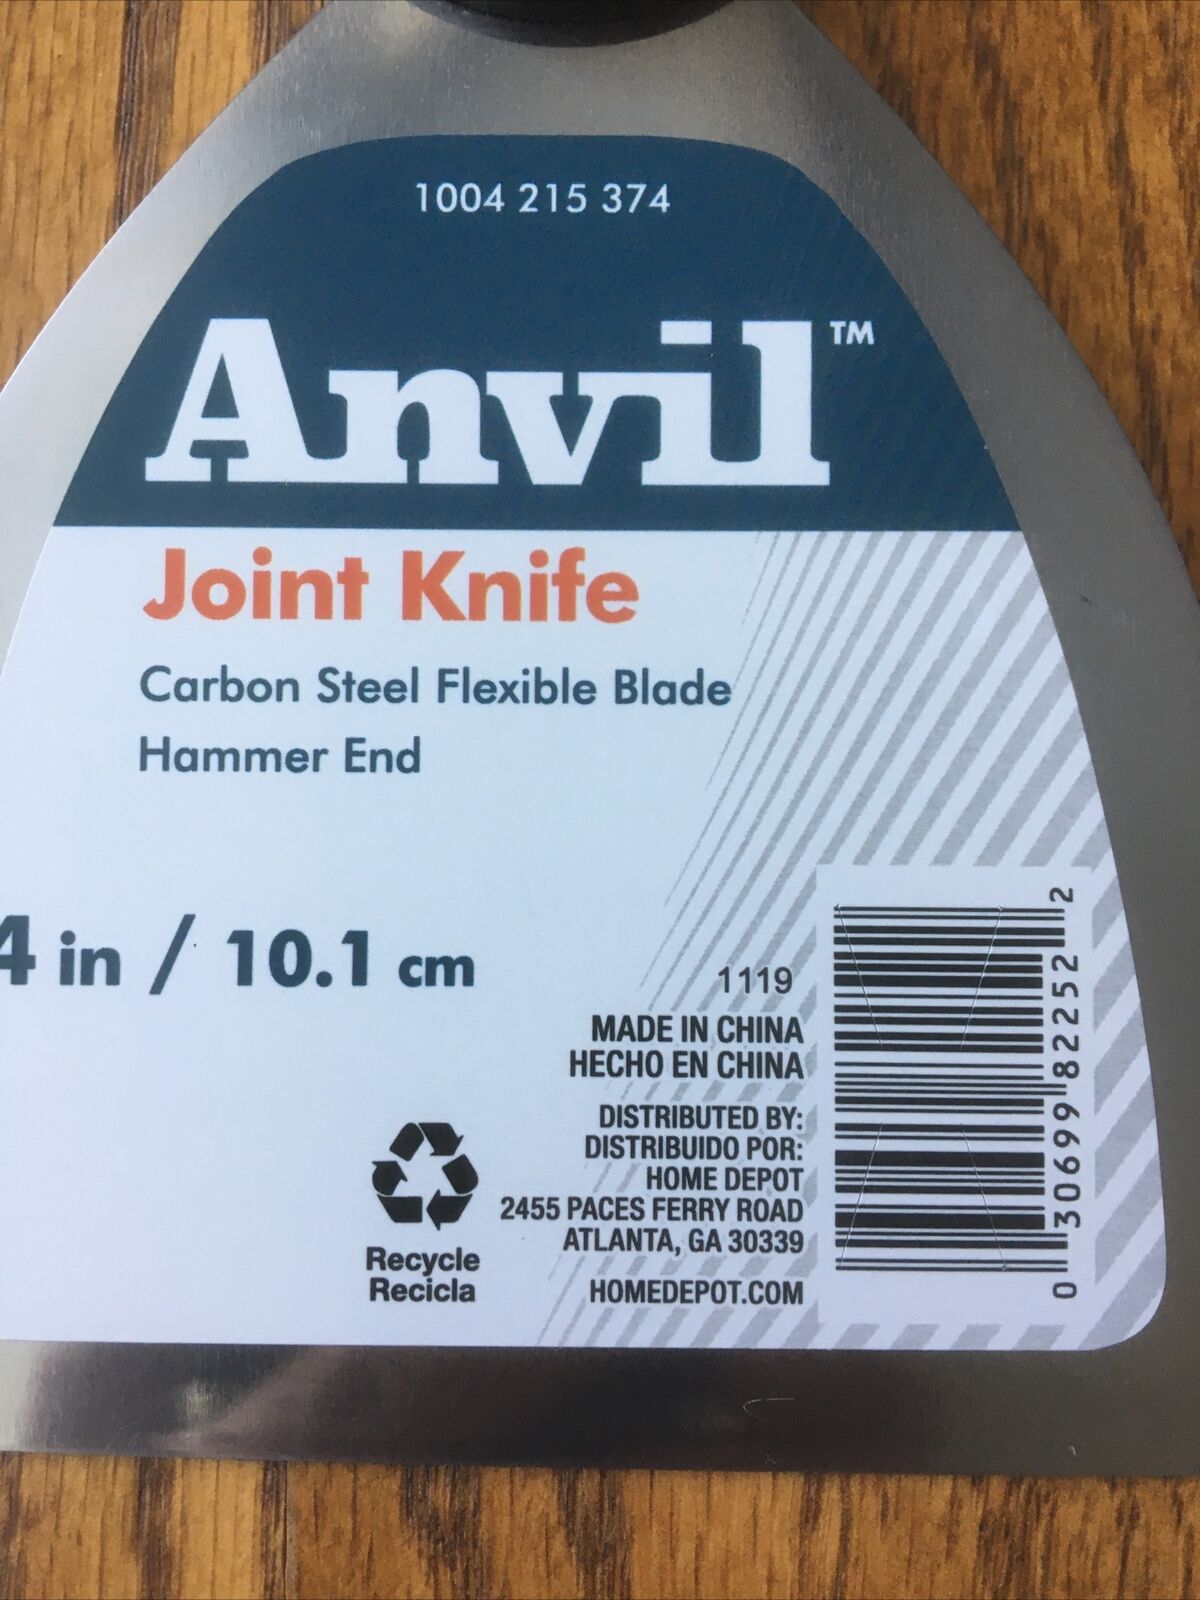 1004 215 374
Anvil™
Joint Knife
Carbon Steel Flexible Blade
Hammer End
4 in / 10.1 cm
1119
MADE IN CHINA
HECHO EN CHINA
DISTRIBUTED BY:
DISTRIBUIDO POR:
HOME DEPOT
2455 PACES FERRY ROAD
ATLANTA, GA 30339
HOMEDEPOT.COM
Recycle
Recicla
0 30699 82252 2